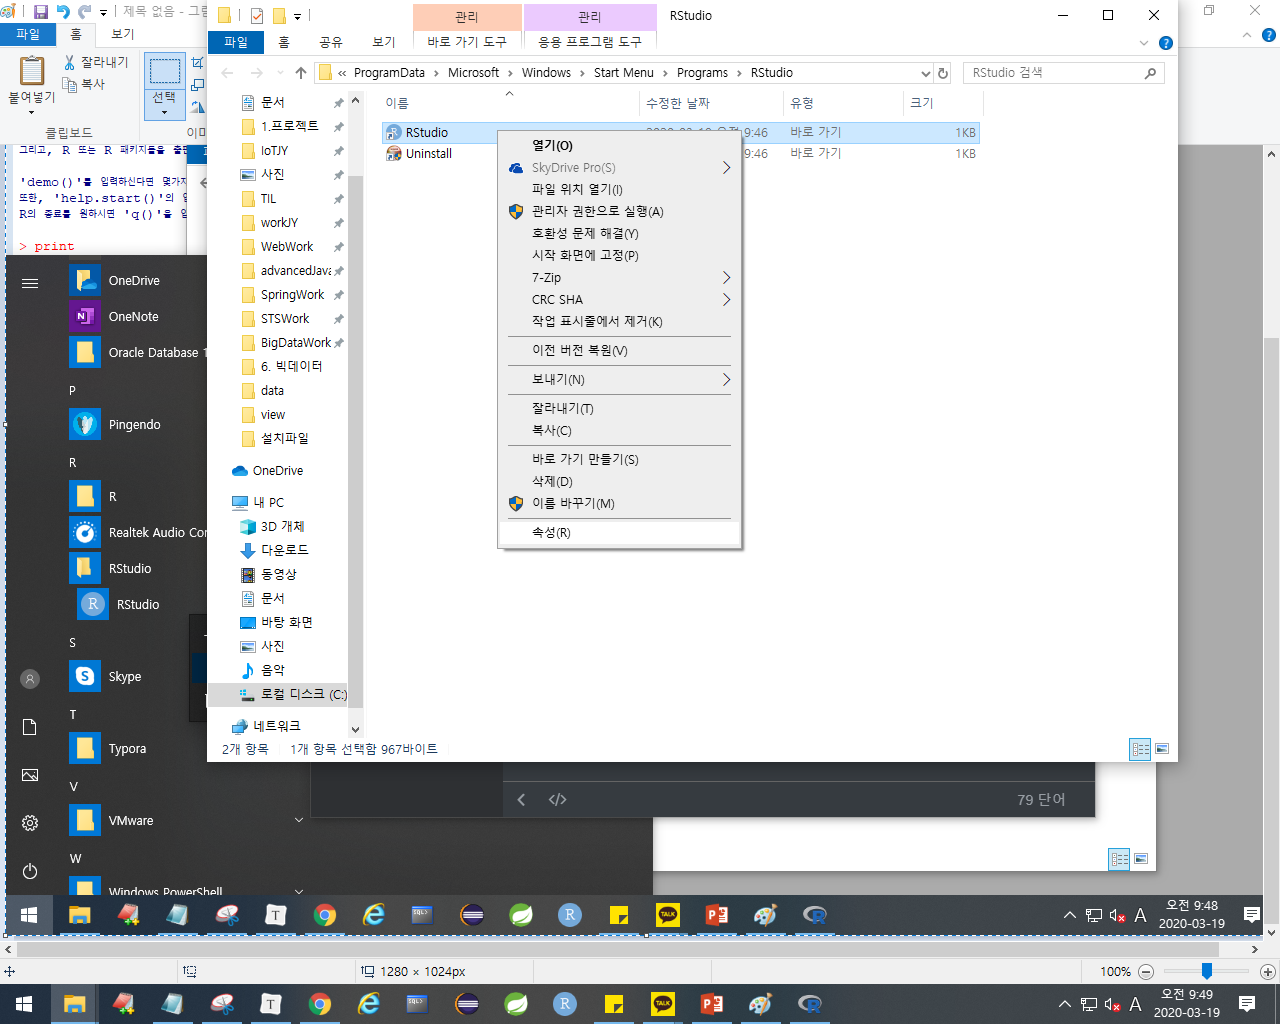 제목 없음 - 그림
파일
홈
보기
붙여넣기
잘라내기
복사
클립보드
선택
관리
관리
RStudio
파일
홈
공유
보기
바로 가기 도구
응용 프로그램 도구
« ProgramData > Microsoft > Windows > Start Menu > Programs > RStudio
RStudio 검색
이름
수정한 날짜
유형
크기
RStudio
9:46
바로 가기
1KB
Uninstall
9:46
바로 가기
1KB
문서
1.프로젝트
IoTJY
사진
TIL
workJY
WebWork
advancedJava
SpringWork
STSWork
BigDataWork
6. 빅데이터
data
view
설치파일
OneDrive
내 PC
3D 개체
다운로드
동영상
문서
바탕 화면
사진
음악
로컬 디스크 (C:)
네트워크
2개 항목
1개 항목 선택함 967바이트
열기(O)
SkyDrive Pro(S)
파일 위치 열기(I)
관리자 권한으로 실행(A)
호환성 문제 해결(Y)
시작 화면에 고정(P)
7-Zip
CRC SHA
작업 표시줄에서 제거(K)
이전 버전 복원(V)
보내기(N)
잘라내기(T)
복사(C)
바로 가기 만들기(S)
삭제(D)
이름 바꾸기(M)
속성(R)
그리고, R 또는 R 패키지들을 출판
'demo()'를 입력하신다면 몇가지
또한, 'help.start()'의 입
R의 종료를 원하시면 'q()'을 입
> print
OneDrive
OneNote
Oracle Database 1
P
Pingendo
R
R
Realtek Audio Con
RStudio
RStudio
S
Skype
T
Typora
V
VMware
W
Windows PowerShell
79 단어
A
오전 9:48
2020-03-19
1280 × 1024px
100%
A
오전 9:49
2020-03-19